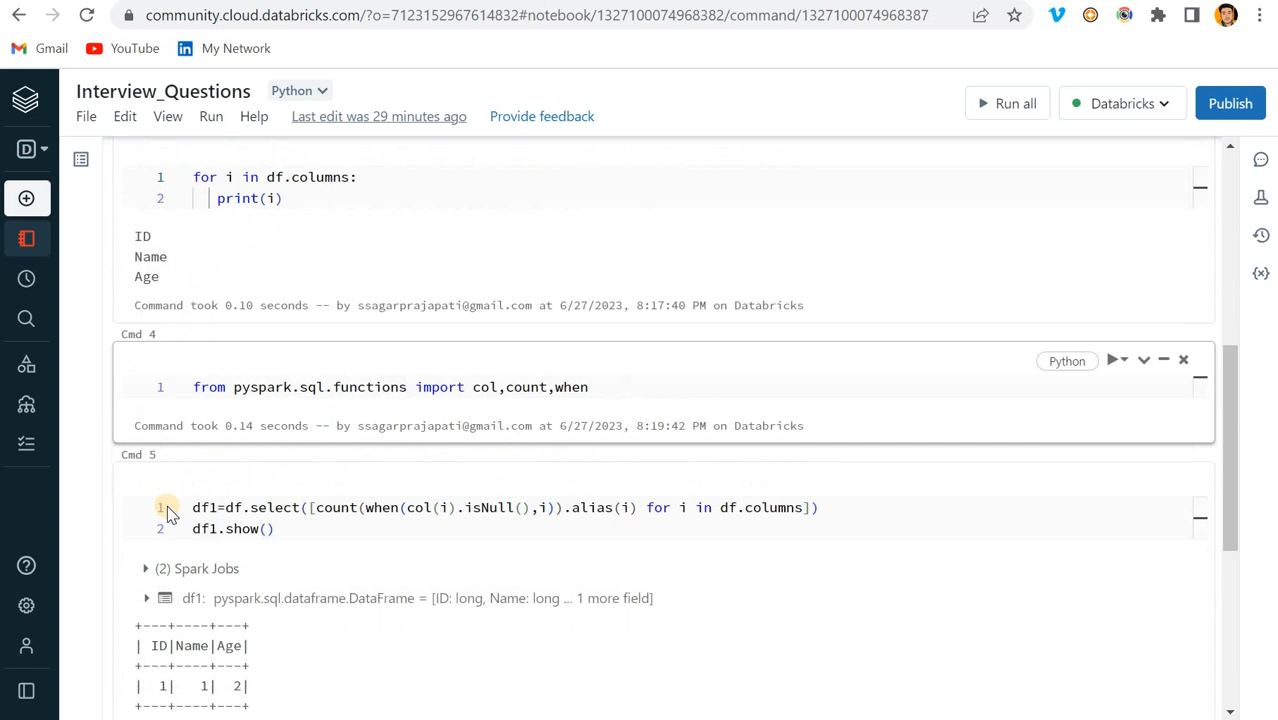 community.cloud.databricks.com/?o=7123152967614832#notebook/1327100074968382/command/1327100074968387
Gmail YouTube My Network
Interview_Questions Python
File Edit View Run Help Last edit was 29 minutes ago Provide feedback
Run all Databricks Publish
D
1 for i in df.columns:
2 print(i)
ID
Name
Age
Command took 0.10 seconds -- by ssagarprajapati@gmail.com at 6/27/2023, 8:17:40 PM on Databricks
Cmd 4
Python
1 from pyspark.sql.functions import col,count,when
Command took 0.14 seconds -- by ssagarprajapati@gmail.com at 6/27/2023, 8:19:42 PM on Databricks
Cmd 5
1 df1=df.select([count(when(col(i).isNull(),i)).alias(i) for i in df.columns])
2 df1.show()
(2) Spark Jobs
df1: pyspark.sql.dataframe.DataFrame = [ID: long, Name: long ... 1 more field]
+---+----+---+
| ID|Name|Age|
+---+----+---+
| 1| 1| 2|
+---+----+---+